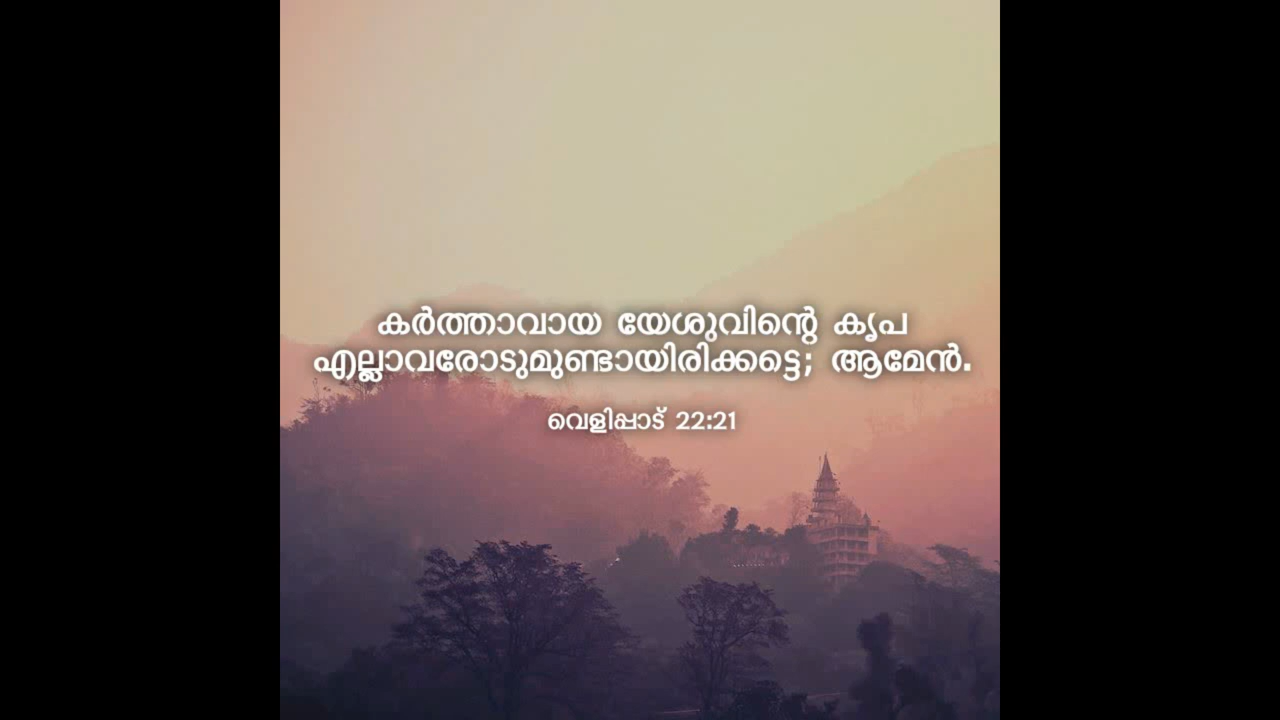 കർത്താവായ യേശുവിന്റെ കൃപ
എല്ലാവരോടുമുണ്ടായിരിക്കട്ടെ; ആമേൻ.
വെളിപ്പാട് 22:21